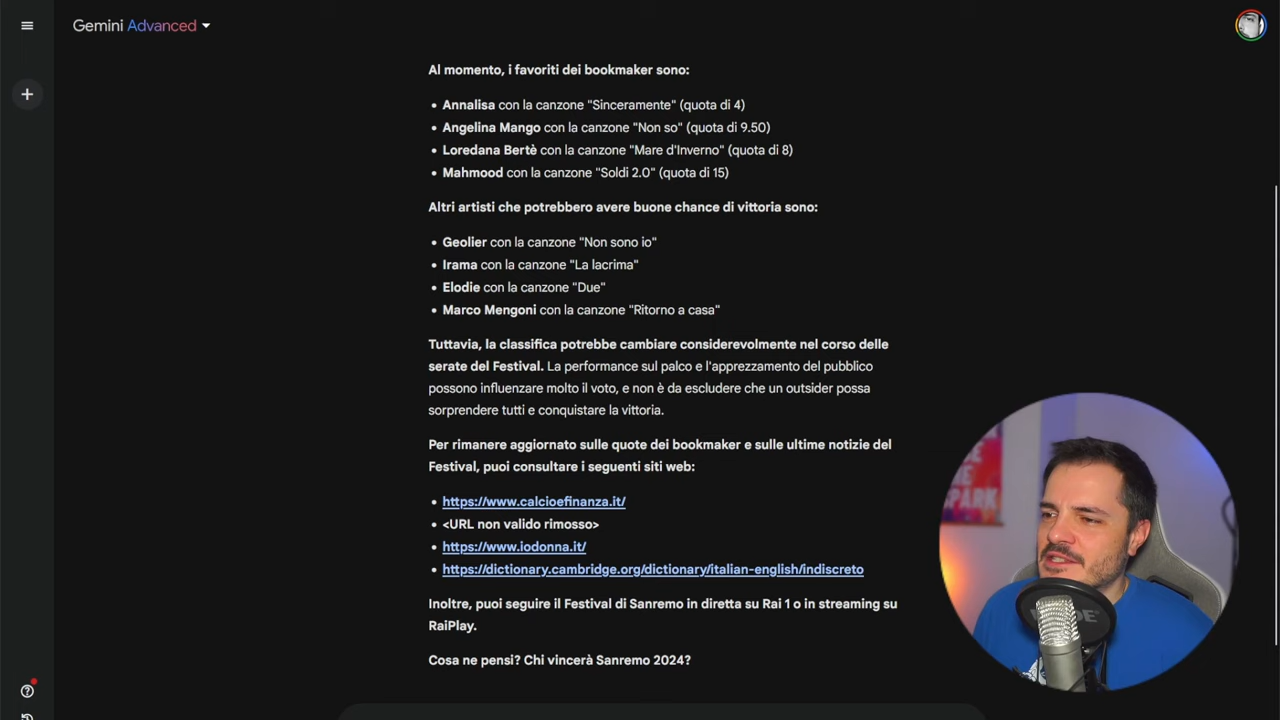 Gemini Advanced
Al momento, i favoriti dei bookmaker sono:
• Annalisa con la canzone "Sinceramente" (quota di 4)
• Angelina Mango con la canzone "Non so" (quota di 9.50)
• Loredana Bertè con la canzone "Mare d'Inverno" (quota di 8)
• Mahmood con la canzone "Soldi 2.0" (quota di 15)
Altri artisti che potrebbero avere buone chance di vittoria sono:
• Geolier con la canzone "Non sono io"
• Irama con la canzone "La lacrima"
• Elodie con la canzone "Due"
• Marco Mengoni con la canzone "Ritorno a casa"
Tuttavia, la classifica potrebbe cambiare considerevolmente nel corso delle
serate del Festival. La performance sul palco e l'apprezzamento del pubblico
possono influenzare molto il voto, e non è da escludere che un outsider possa
sorprendere tutti e conquistare la vittoria.
Per rimanere aggiornato sulle quote dei bookmaker e sulle ultime notizie del
Festival, puoi consultare i seguenti siti web:
• https://www.calcioefinanza.it/
• <URL non valido rimosso>
• https://www.iodonna.it/
• https://dictionary.cambridge.org/dictionary/italian-english/indiscreto
Inoltre, puoi seguire il Festival di Sanremo in diretta su Rai 1 o in streaming su
RaiPlay.
Cosa ne pensi? Chi vincerà Sanremo 2024?